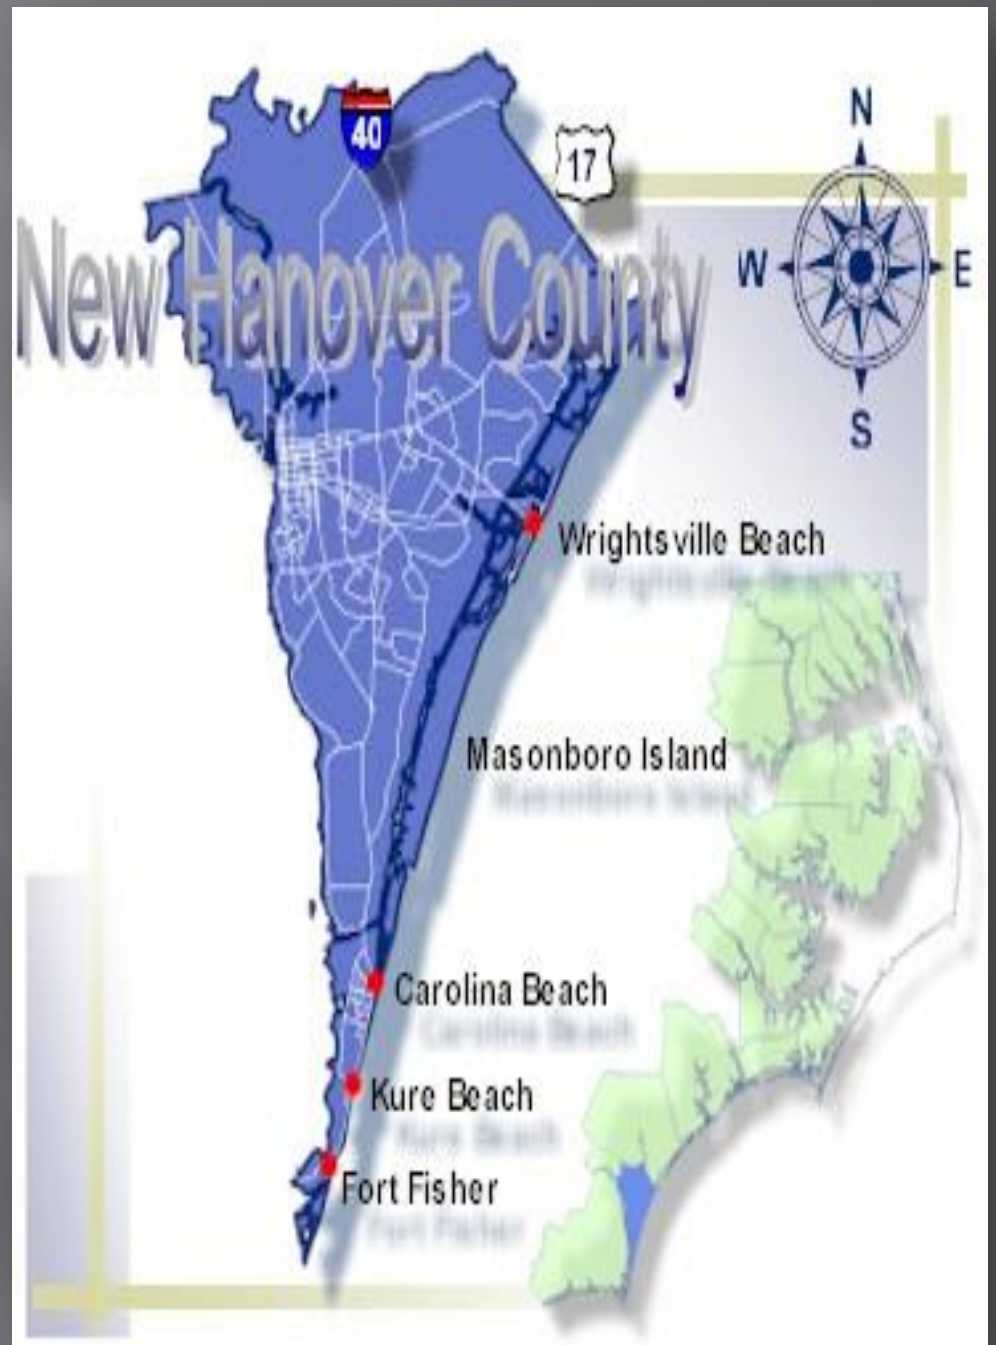 N
40
17
New Hanover County
W E
S
Wrightsville Beach
Masonboro Island
Carolina Beach
Kure Beach
Fort Fisher